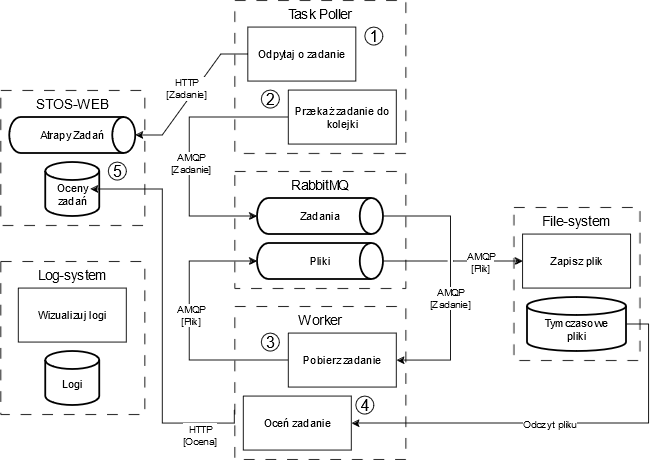 Task Poller
Odpytaj o zadanie
1
HTTP
[Zadanie]
2
Przekaż zadanie do
kolejki
STOS-WEB
Atrapy Zadań
5
Oceny
zadań
AMQP
[Zadanie]
RabbitMQ
Zadania
Pliki
File-system
Zapisz plik
AMQP
[Plik]
Tymczasowe
pliki
Log-system
Wizualizuj logi
Logi
AMQP
[Plik]
AMQP
[Zadanie]
Worker
3
Pobierz zadanie
4
Oceń zadanie
HTTP
[Ocena]
Odczyt pliku